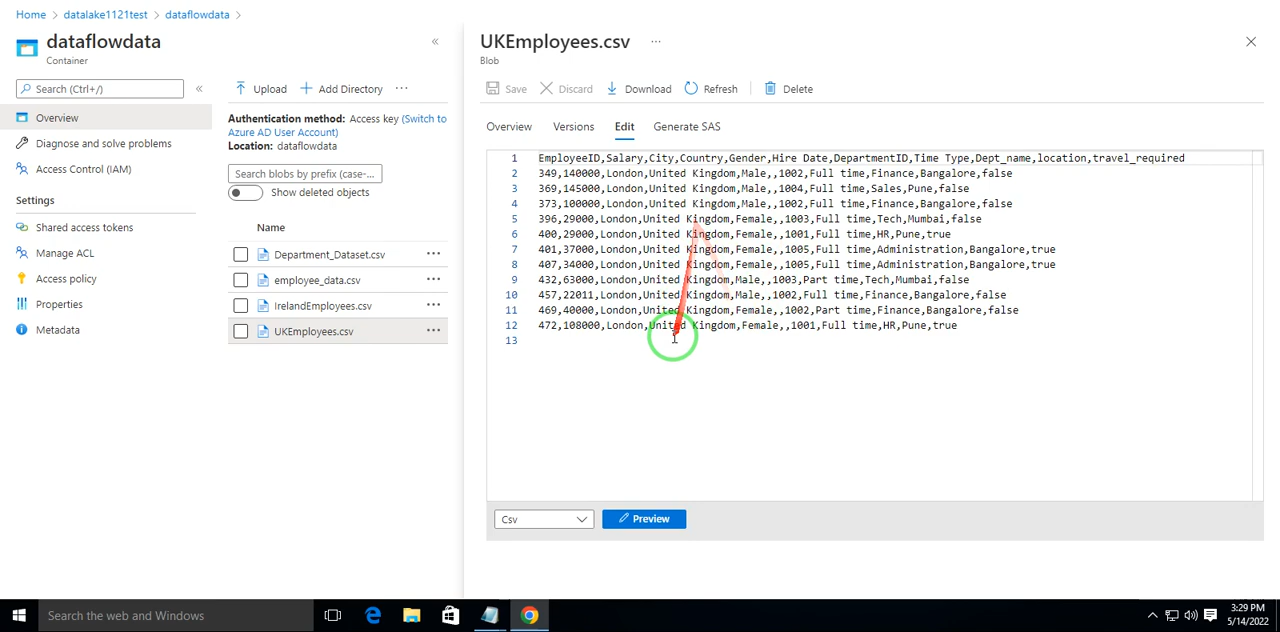 Home > datalake1121test > dataflowdata >
dataflowdata
Container
«
Search (Ctrl+/)
«
Overview
Diagnose and solve problems
Access Control (IAM)
Settings
Shared access tokens
Manage ACL
Access policy
Properties
Metadata
Upload
Add Directory
...
Authentication method: Access key (Switch to
Azure AD User Account)
Location: dataflowdata
Search blobs by prefix (case-...
Show deleted objects
Name
Department_Dataset.csv ...
employee_data.csv ...
IrelandEmployees.csv ...
UKEmployees.csv ...
UKEmployees.csv ...
Blob
Save Discard Download Refresh Delete
Overview Versions Edit Generate SAS
1 EmployeeID,Salary,City,Country,Gender,Hire Date,DepartmentID,Time Type,Dept_name,location,travel_required
2 349,140000,London,United Kingdom,Male,,1002,Full time,Finance,Bangalore,false
3 369,145000,London,United Kingdom,Male,,1004,Full time,Sales,Pune,false
4 373,100000,London,United Kingdom,Male,,1002,Full time,Finance,Bangalore,false
5 396,29000,London,United Kingdom,Female,,1003,Full time,Tech,Mumbai,false
6 400,29000,London,United Kingdom,Female,,1001,Full time,HR,Pune,true
7 401,37000,London,United Kingdom,Female,,1005,Full time,Administration,Bangalore,true
8 407,34000,London,United Kingdom,Female,,1005,Full time,Administration,Bangalore,true
9 432,63000,London,United Kingdom,Male,,1003,Part time,Tech,Mumbai,false
10 457,22011,London,United Kingdom,Male,,1002,Full time,Finance,Bangalore,false
11 469,40000,London,United Kingdom,Female,,1002,Part time,Finance,Bangalore,false
12 472,108000,London,United Kingdom,Female,,1001,Full time,HR,Pune,true
13
Csv
Preview
Search the web and Windows
3:29 PM
5/14/2022